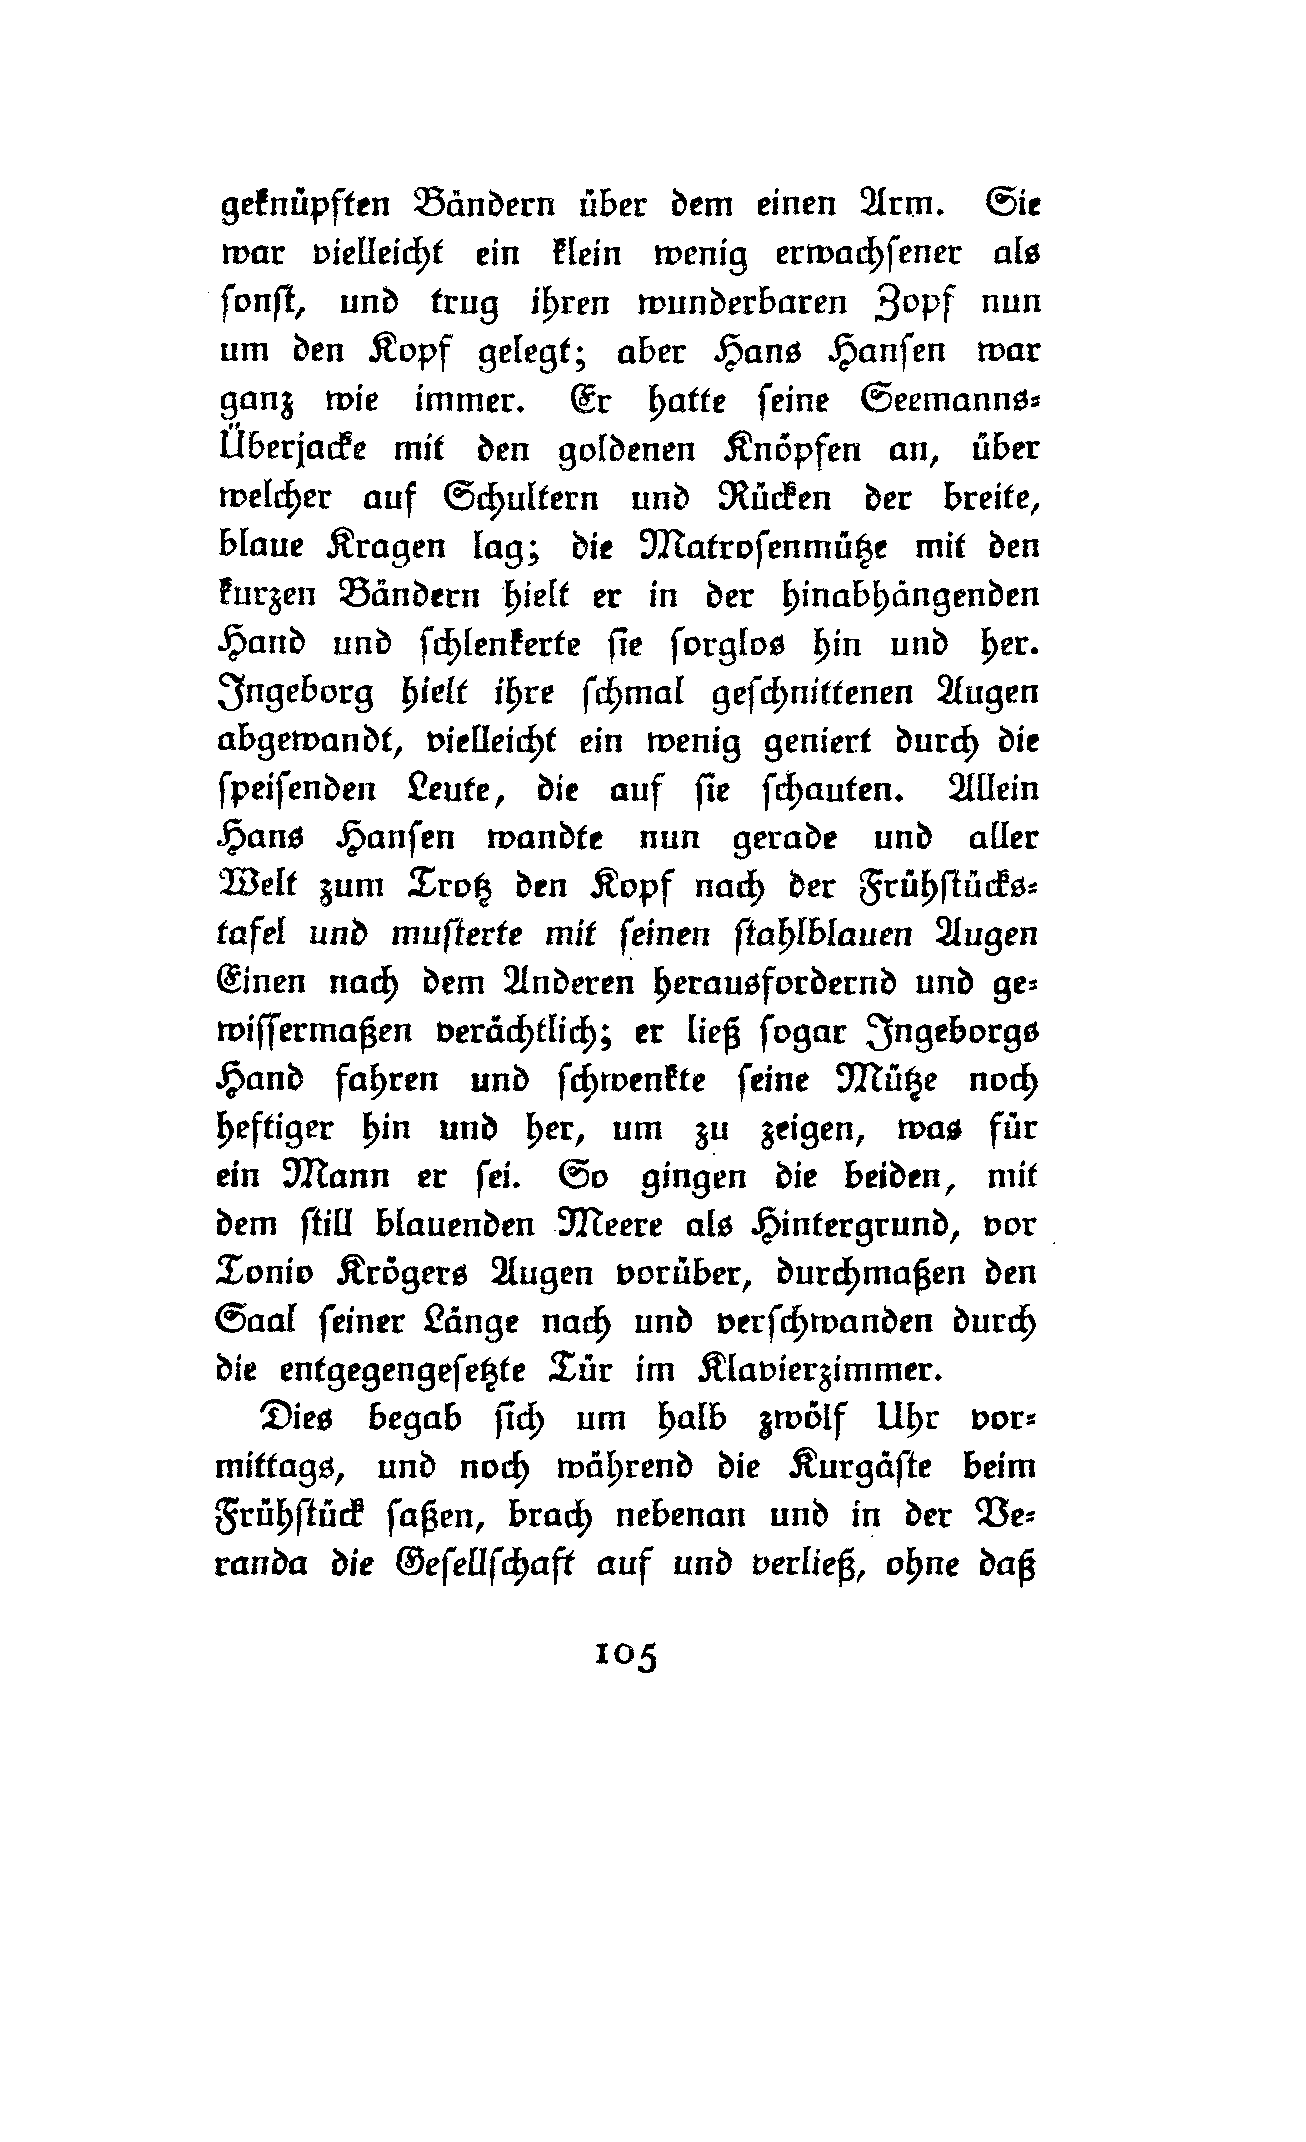 geknüpften Bändern über dem einen Arm. Sie
war vielleicht ein klein wenig erwachſener als
ſonſt, und trug ihren wunderbaren Zopf nun
um den Kopf gelegt; aber Hans Hanſen war
ganz wie immer. Er hatte ſeine Seemanns⸗
Überjacke mit den goldenen Knöpfen an, über
welcher auf Schultern und Rücken der breite,
blaue Kragen lag; die Matroſenmütze mit den
kurzen Bändern hielt er in der hinabhängenden
Hand und ſchlenkerte ſie ſorglos hin und her.
Ingeborg hielt ihre ſchmal geſchnittenen Augen
abgewandt, vielleicht ein wenig geniert durch die
ſpeiſenden Leute, die auf ſie ſchauten. Allein
Hans Hanſen wandte nun gerade und aller
Welt zum Trotz den Kopf nach der Frühſtücks⸗
tafel und muſterte mit ſeinen ſtahlblauen Augen
Einen nach dem Anderen herausfordernd und ge⸗
wiſſermaßen verächtlich; er ließ ſogar Ingeborgs
Hand fahren und ſchwenkte ſeine Mütze noch
heftiger hin und her, um zu zeigen, was für
ein Mann er ſei. So gingen die beiden, mit
dem ſtill blauenden Meere als Hintergrund, vor
Tonio Krögers Augen vorüber, durchmaßen den
Saal ſeiner Länge nach und verſchwanden durch
die entgegengeſetzte Tür im Klavierzimmer.
Dies begab ſich um halb zwölf Uhr vor⸗
mittags, und noch während die Kurgäſte beim
Frühſtück ſaßen, brach nebenan und in der Ve⸗
randa die Geſellſchaft auf und verließ, ohne daß
105